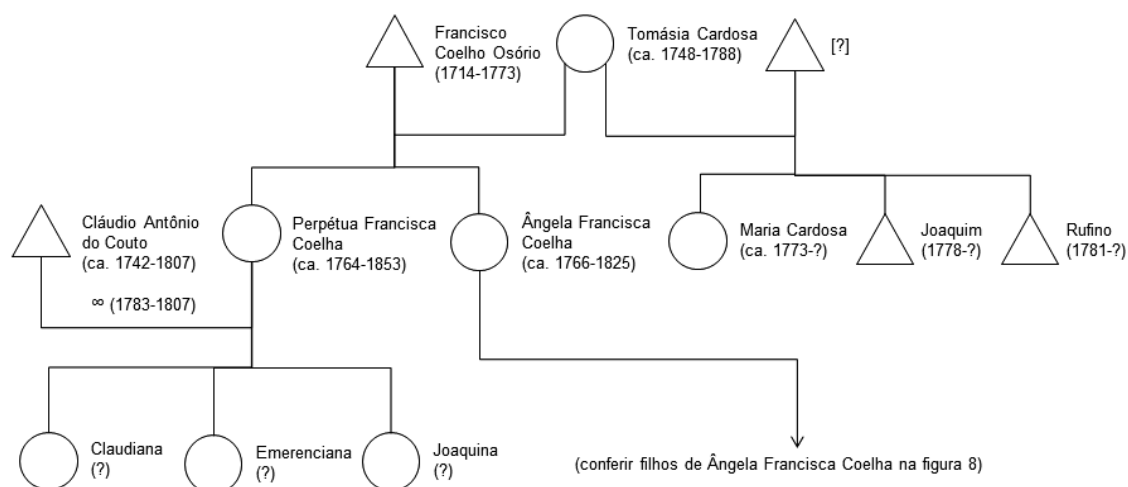 Francisco
Coelho Osório
(1714-1773)
Tomásia Cardosa
(ca. 1748-1788)
[?]
Cláudio Antônio
do Couto
(ca. 1742-1807)
∞ (1783-1807)
Perpétua Francisca
Coelha
(ca. 1764-1853)
Ângela Francisca
Coelha
(ca. 1766-1825)
Maria Cardosa
(ca. 1773-?)
Joaquim
(1778-?)
Rufino
(1781-?)
Claudiana
(?)
Emerenciana
(?)
Joaquina
(?)
(conferir filhos de Ângela Francisca Coelha na figura 8)